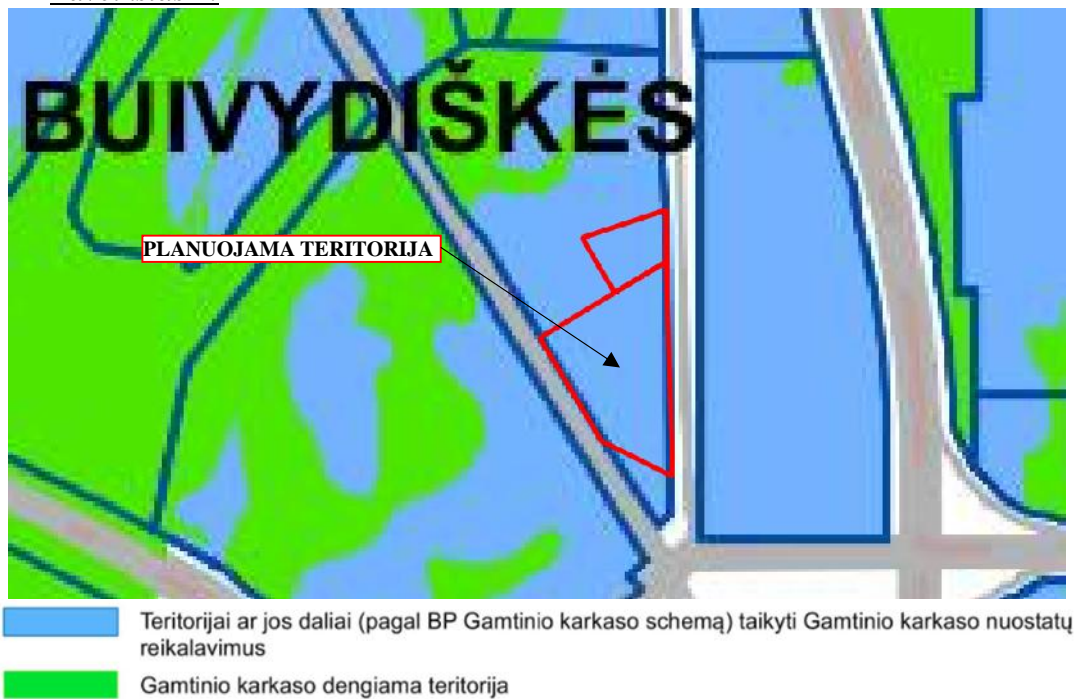 BUIVYDIŠKĖS
PLANUOJAMA TERITORIJA
Teritorijai ar jos daliai (pagal BP Gamtinio karkaso schemą) taikyti Gamtinio karkaso nuostatų
reikalavimus
Gamtinio karkaso dengiama teritorija